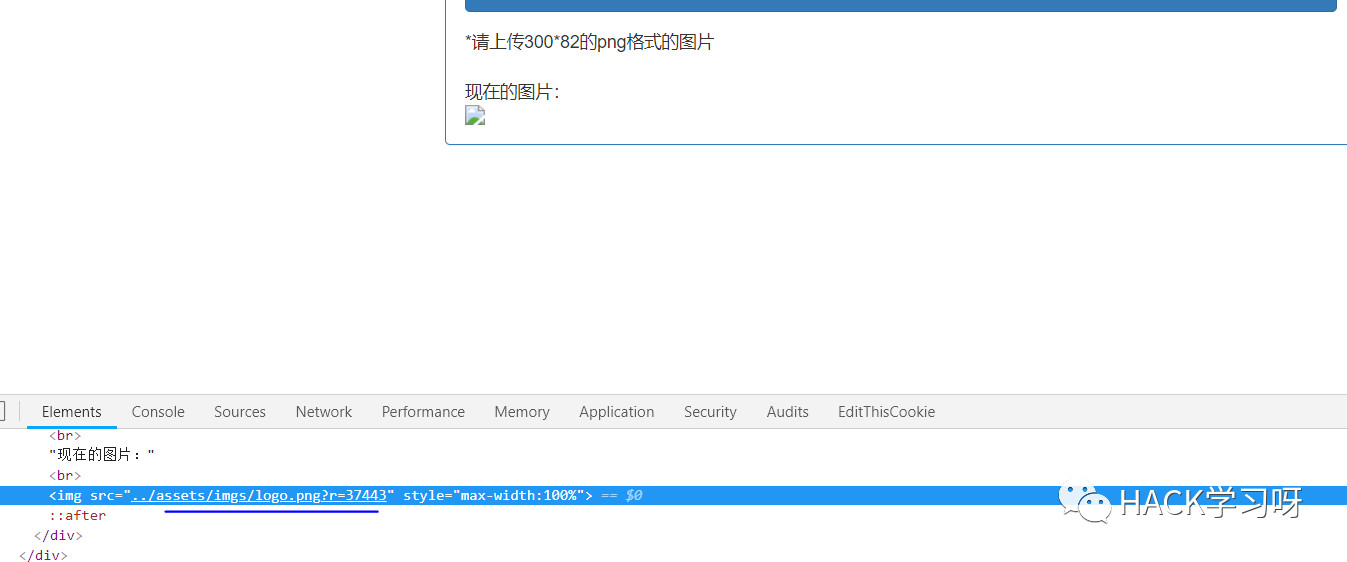 *请上传300*82的png格式的图片
现在的图片：
Elements Console Sources Network Performance Memory Application Security Audits EditThisCookie
<br>
"现在的图片："
<br>
<img src="../assets/imgs/logo.png?r=37443" style="max-width:100%"> == $0
::after
</div>
</div>
HACK学习呀